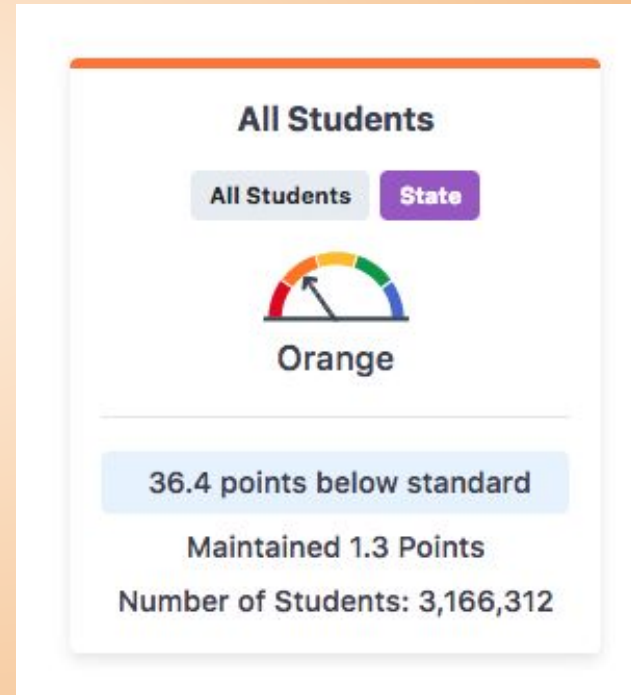 All Students
All Students State
Orange
36.4 points below standard
Maintained 1.3 Points
Number of Students: 3,166,312